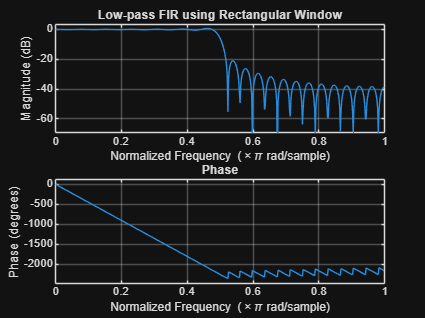 Low-pass FIR using Rectangular Window
0
-20
-40
-60
Magnitude (dB)
0 0.2 0.4 0.6 0.8 1
Normalized Frequency (×π rad/sample)
Phase
0
-500
-1000
-1500
-2000
Phase (degrees)
0 0.2 0.4 0.6 0.8 1
Normalized Frequency (×π rad/sample)